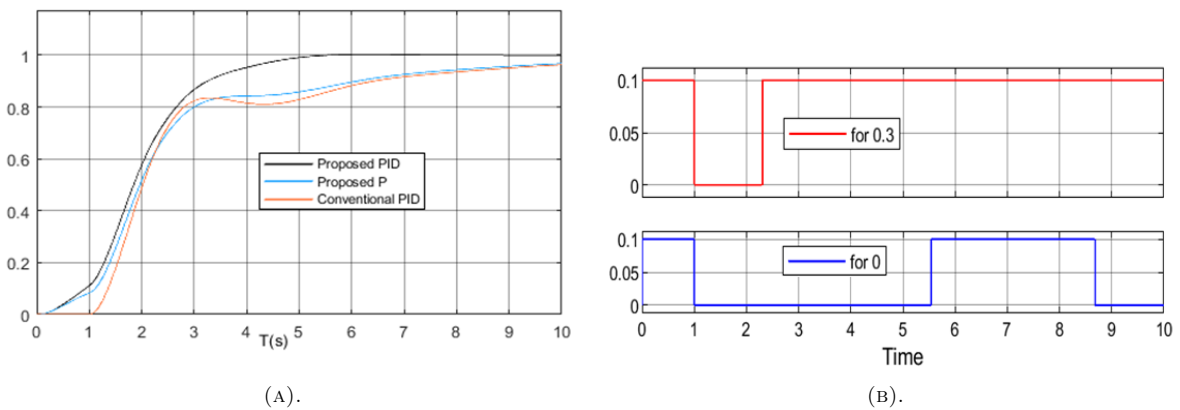 1
0.8
0.6
0.4
0.2
0
Proposed PID
Proposed P
Conventional PID
0 1 2 3 4 5 6 7 8 9 10
T(s)
(A).
0.1
0.05
0
for 0.3
0.1
0.05
0
for 0
0 1 2 3 4 5 6 7 8 9 10
Time
(B).